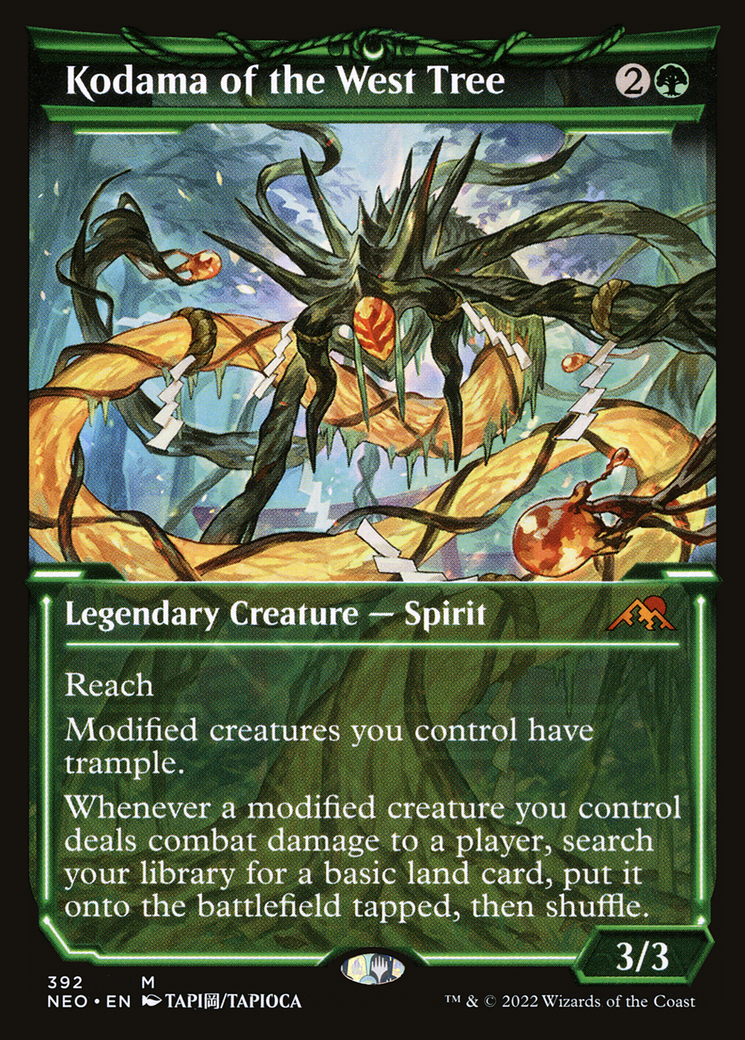 Kodama of the West Tree 2
Legendary Creature — Spirit
Reach
Modified creatures you control have
trample.
Whenever a modified creature you control
deals combat damage to a player, search
your library for a basic land card, put it
onto the battlefield tapped, then shuffle.
3/3
392 M
NEO • EN TAPI岡/TAPIOCA
™ & © 2022 Wizards of the Coast